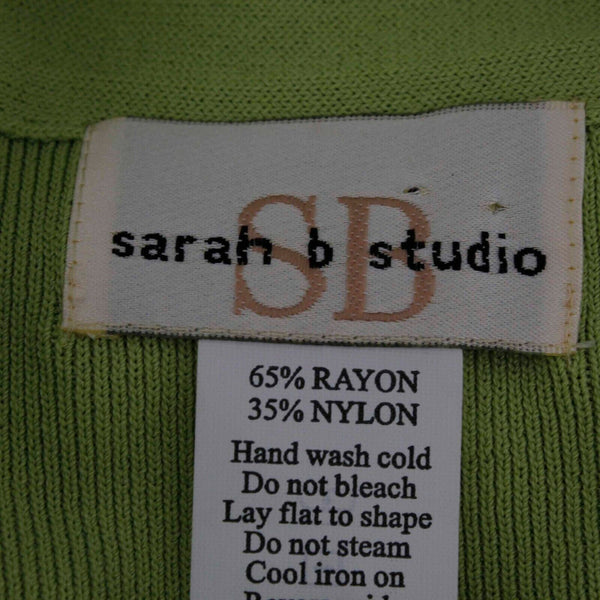 SB
sarah b studio
65% RAYON
35% NYLON
Hand wash cold
Do not bleach
Lay flat to shape
Do not steam
Cool iron on